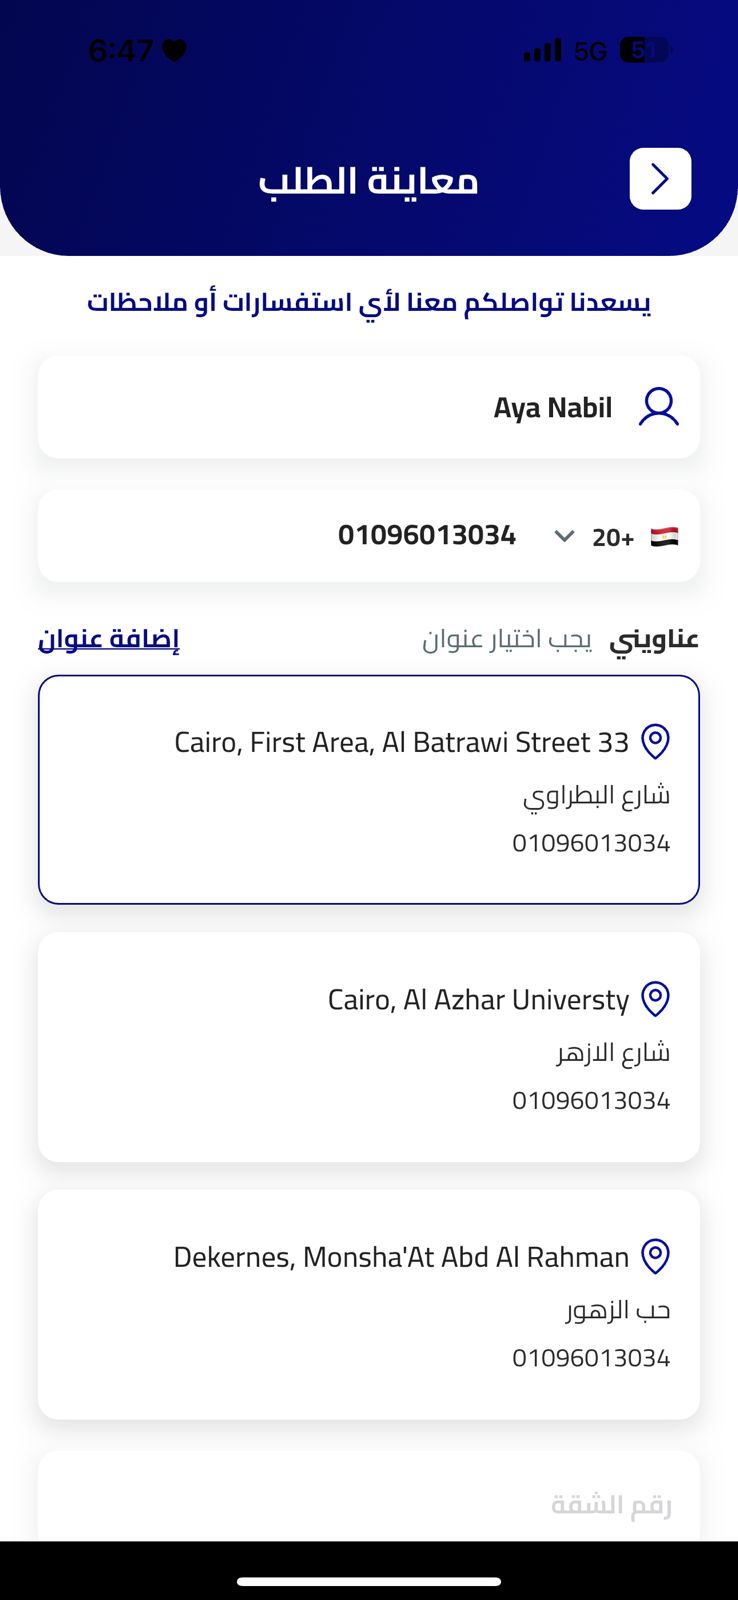 6:47
5G
51
معاينة الطلب
يسعدنا تواصلكم معنا لأي استفسارات أو ملاحظات
Aya Nabil
20+ 01096013034
عناويني يجب اختيار عنوان إضافة عنوان
Cairo, First Area, Al Batrawi Street 33
شارع البطراوي
01096013034
Cairo, Al Azhar Universty
شارع الازهر
01096013034
Dekernes, Monsha'At Abd Al Rahman
حب الزهور
01096013034
رقم الشقة